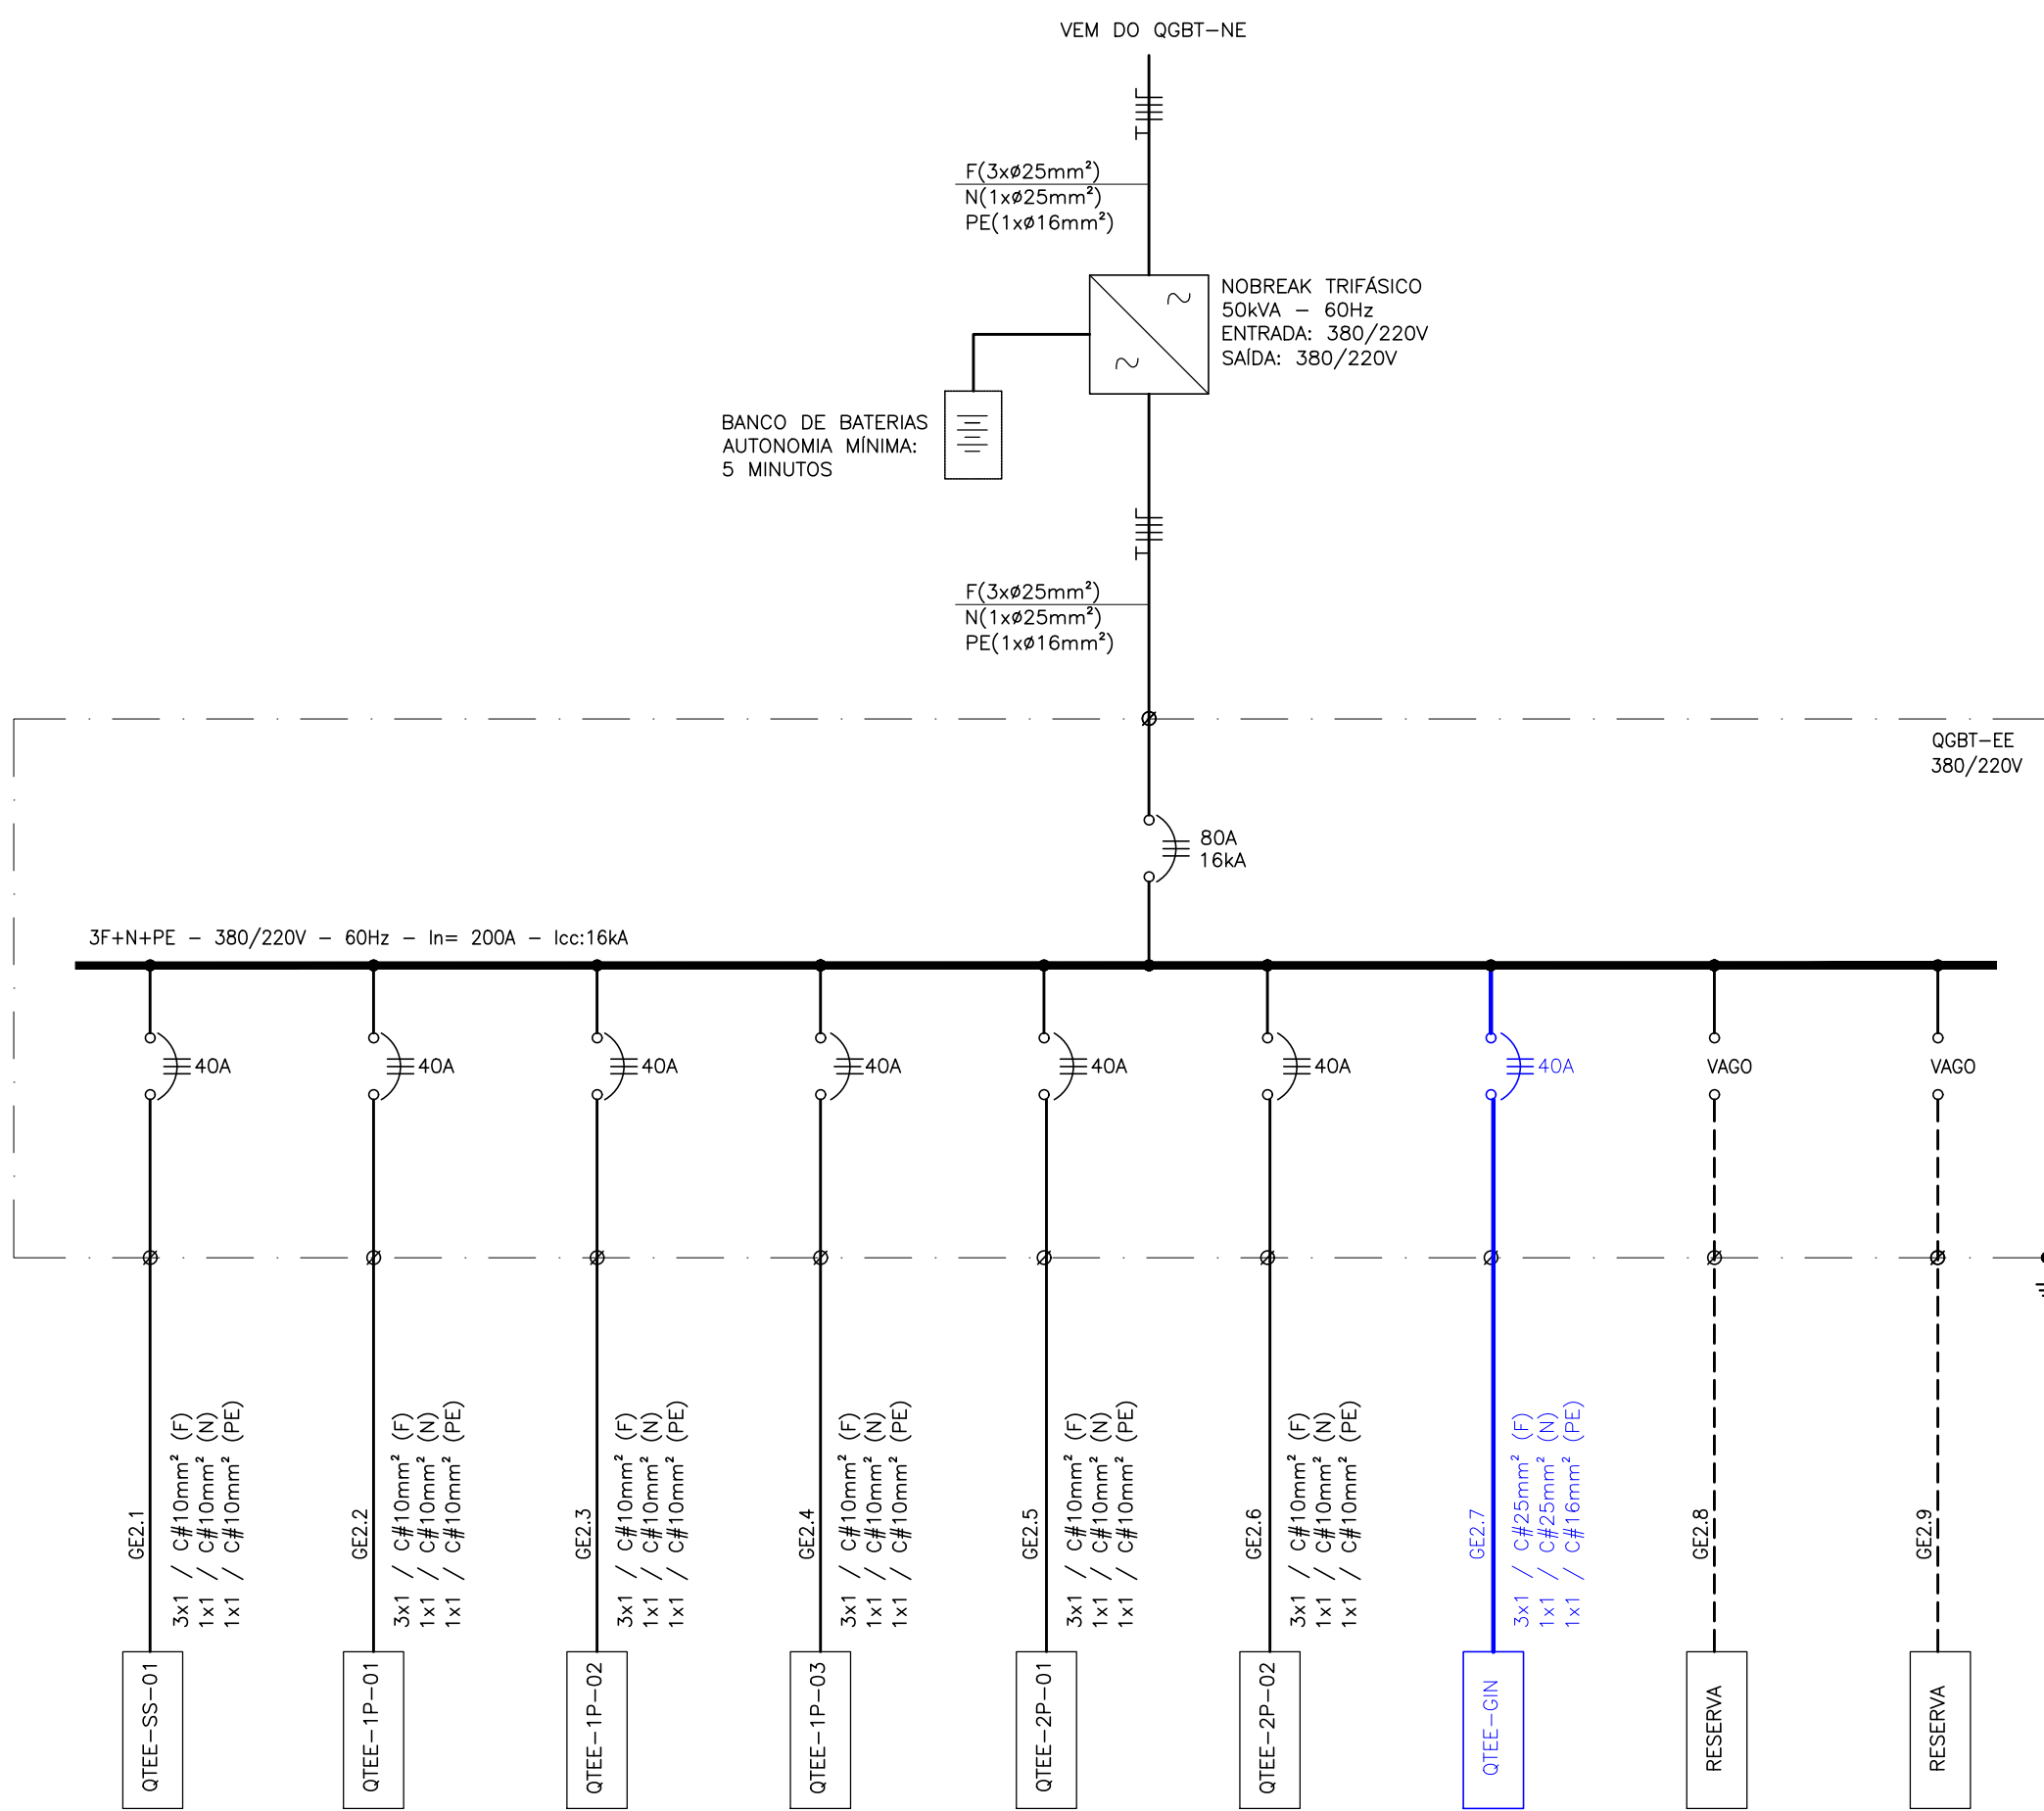 VEM DO QGBT-NE
F(3xø25mm²)
N(1xø25mm²)
PE(1xø16mm²)
NOBREAK TRIFÁSICO
50kVA - 60Hz
ENTRADA: 380/220V
SAÍDA: 380/220V
BANCO DE BATERIAS
AUTONOMIA MÍNIMA:
5 MINUTOS
F(3xø25mm²)
N(1xø25mm²)
PE(1xø16mm²)
QGBT-EE
380/220V
80A
16kA
3F+N+PE - 380/220V - 60Hz - In= 200A - Icc:16kA
40A
40A
40A
40A
40A
40A
40A
VAGO
VAGO
GE2.1
3x1 / C#10mm² (F)
1x1 / C#10mm² (N)
1x1 / C#10mm² (PE)
GE2.2
3x1 / C#10mm² (F)
1x1 / C#10mm² (N)
1x1 / C#10mm² (PE)
GE2.3
3x1 / C#10mm² (F)
1x1 / C#10mm² (N)
1x1 / C#10mm² (PE)
GE2.4
3x1 / C#10mm² (F)
1x1 / C#10mm² (N)
1x1 / C#10mm² (PE)
GE2.5
3x1 / C#10mm² (F)
1x1 / C#10mm² (N)
1x1 / C#10mm² (PE)
GE2.6
3x1 / C#10mm² (F)
1x1 / C#10mm² (N)
1x1 / C#10mm² (PE)
GE2.7
3x1 / C#25mm² (F)
1x1 / C#25mm² (N)
1x1 / C#16mm² (PE)
GE2.8
GE2.9
QTEE-SS-01
QTEE-1P-01
QTEE-1P-02
QTEE-1P-03
QTEE-2P-01
QTEE-2P-02
QTEE-GIN
RESERVA
RESERVA